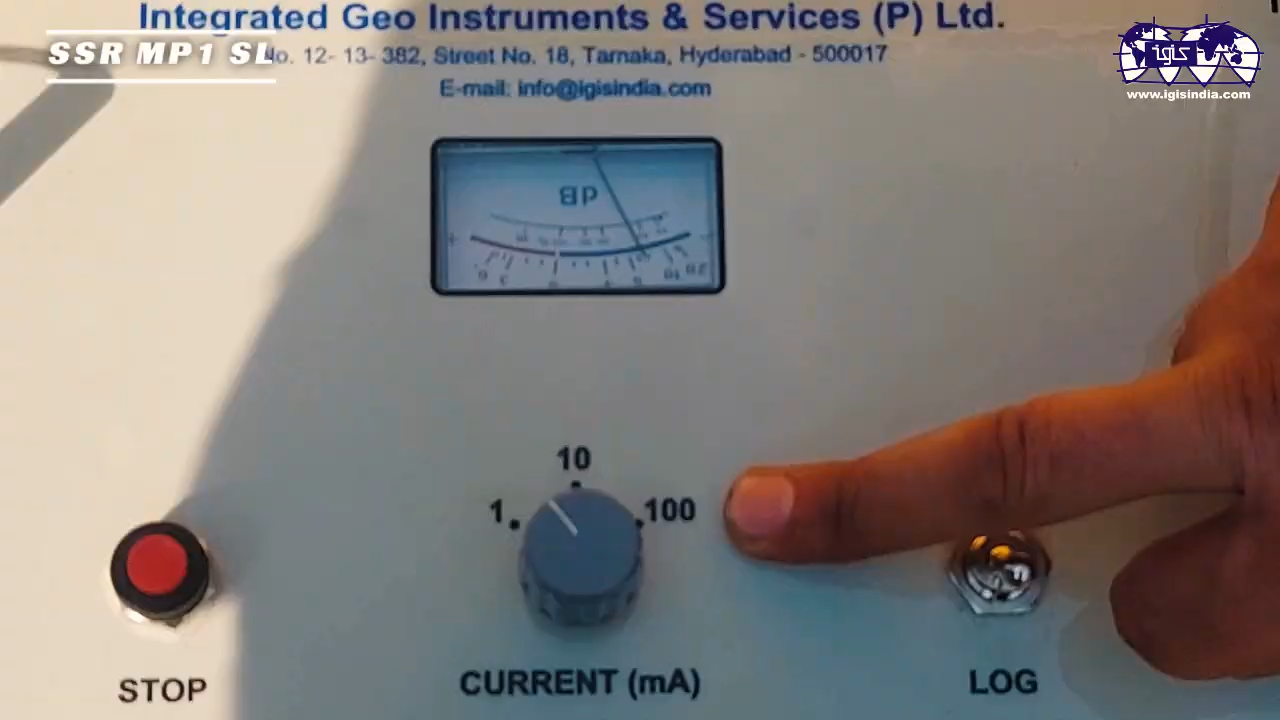 Integrated Geo Instruments & Services (P) Ltd.
SSR MP1 SL
No. 12- 13- 382, Street No. 18, Tarnaka, Hyderabad - 500017
E-mail: info@igisindia.com
www.igisindia.com
dB
10
1
100
STOP
CURRENT (mA)
LOG